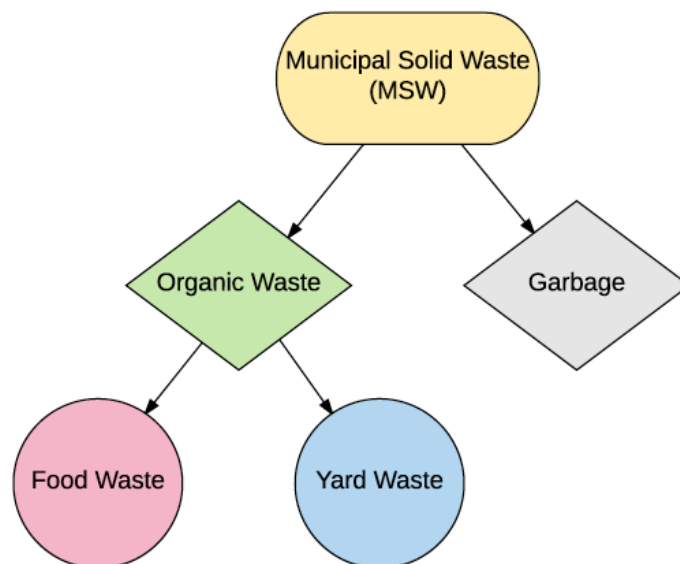 Municipal Solid Waste
(MSW)
Organic Waste
Garbage
Food Waste
Yard Waste